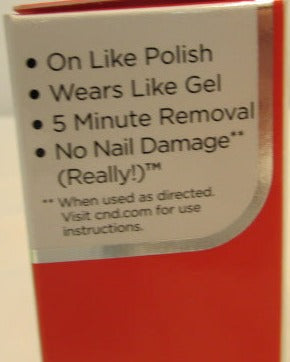 • On Like Polish
• Wears Like Gel
• 5 Minute Removal
• No Nail Damage**
(Really!)™
** When used as directed.
Visit cnd.com for use
instructions.